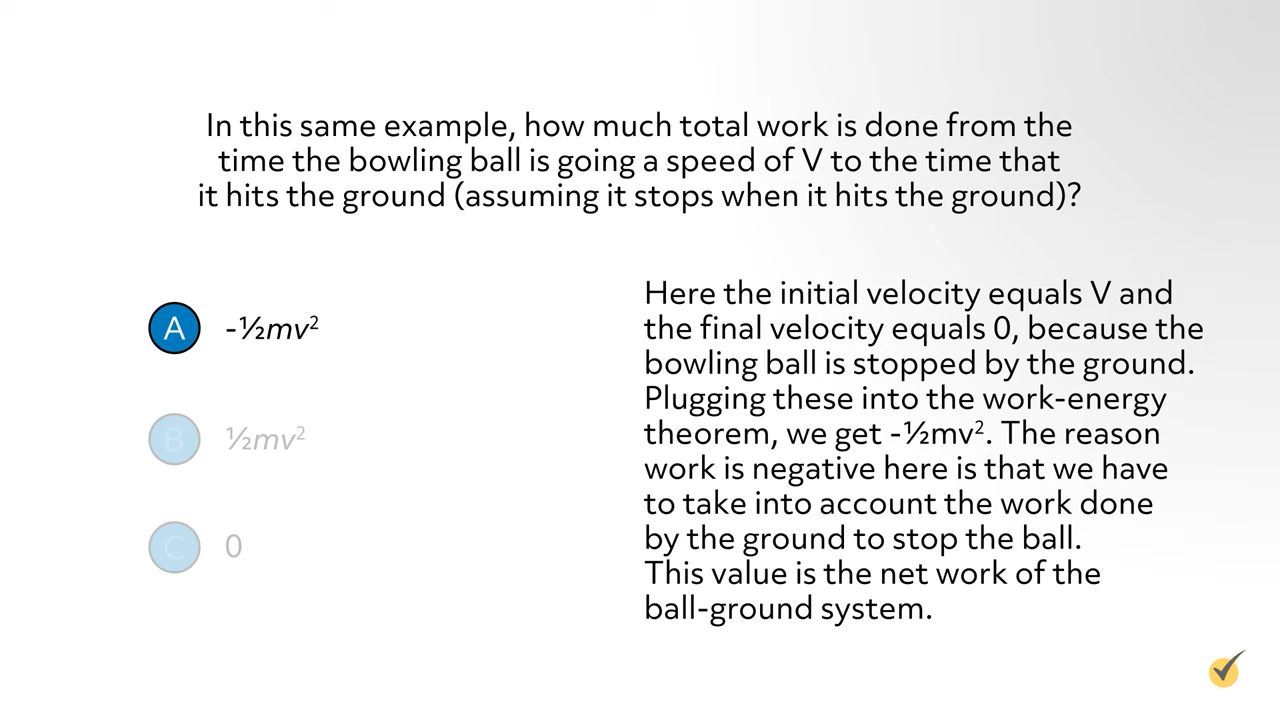 In this same example, how much total work is done from the
time the bowling ball is going a speed of V to the time that
it hits the ground (assuming it stops when it hits the ground)?
A -½mv²
B ½mv²
C 0
Here the initial velocity equals V and
the final velocity equals 0, because the
bowling ball is stopped by the ground.
Plugging these into the work-energy
theorem, we get -½mv². The reason
work is negative here is that we have
to take into account the work done
by the ground to stop the ball.
This value is the net work of the
ball-ground system.